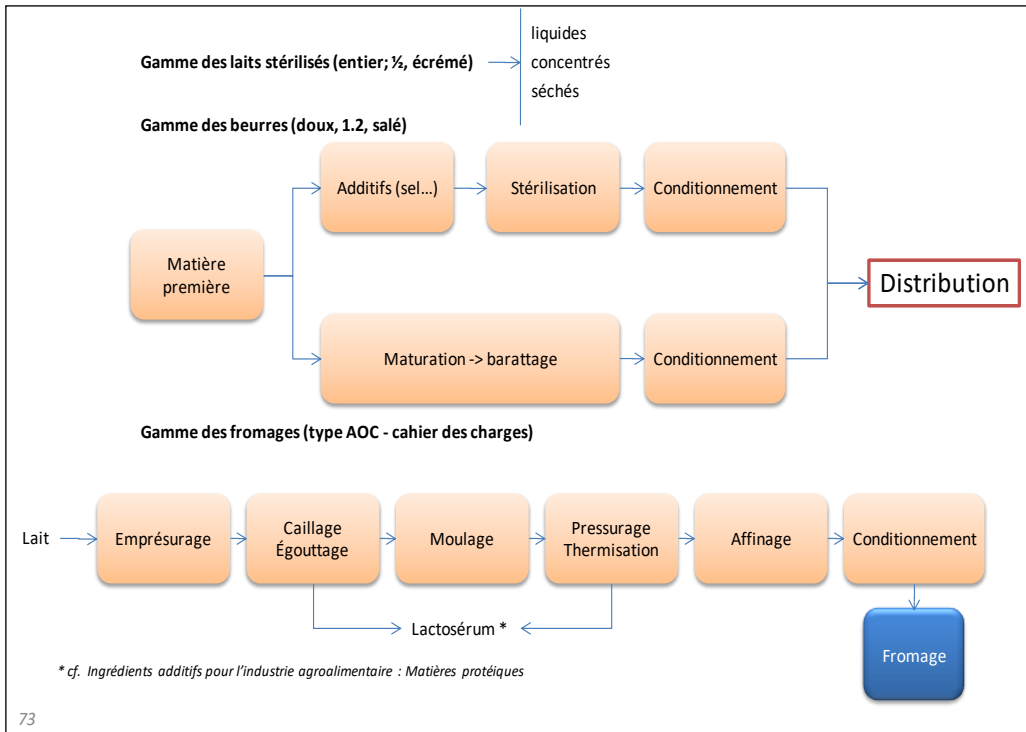 liquides
Gamme des laits stérilisés (entier; ½, écrémé)
concentrés
séchés
Gamme des beurres (doux, 1.2, salé)
Additifs (sel...)
Stérilisation
Conditionnement
Matière
première
Distribution
Maturation -> barattage
Conditionnement
Gamme des fromages (type AOC - cahier des charges)
Lait
Emprésurage
Caillage
Égouttage
Moulage
Pressurage
Thermisation
Affinage
Conditionnement
Lactosérum *
Fromage
* cf. Ingrédients additifs pour l'industrie agroalimentaire : Matières protéiques
73